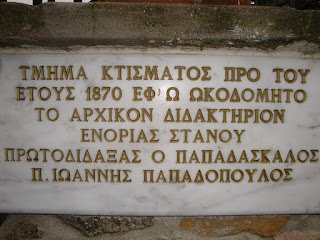 ΤΜΗΜΑ ΚΤΙΣΜΑΤΟΣ ΠΡΟ ΤΟΥ
ΕΤΟΥΣ 1870 ΕΦ' Ω ΩΚΟΔΟΜΗΤΟ
ΤΟ ΑΡΧΙΚΟΝ ΔΙΔΑΚΤΗΡΙΟΝ
ΕΝΟΡΙΑΣ ΣΤΑΝΟΥ
ΠΡΩΤΟΔΙΔΑΞΑΣ Ο ΠΑΠΑΔΑΣΚΑΛΟΣ
Π. ΙΩΑΝΝΗΣ ΠΑΠΑΔΟΠΟΥΛΟΣ